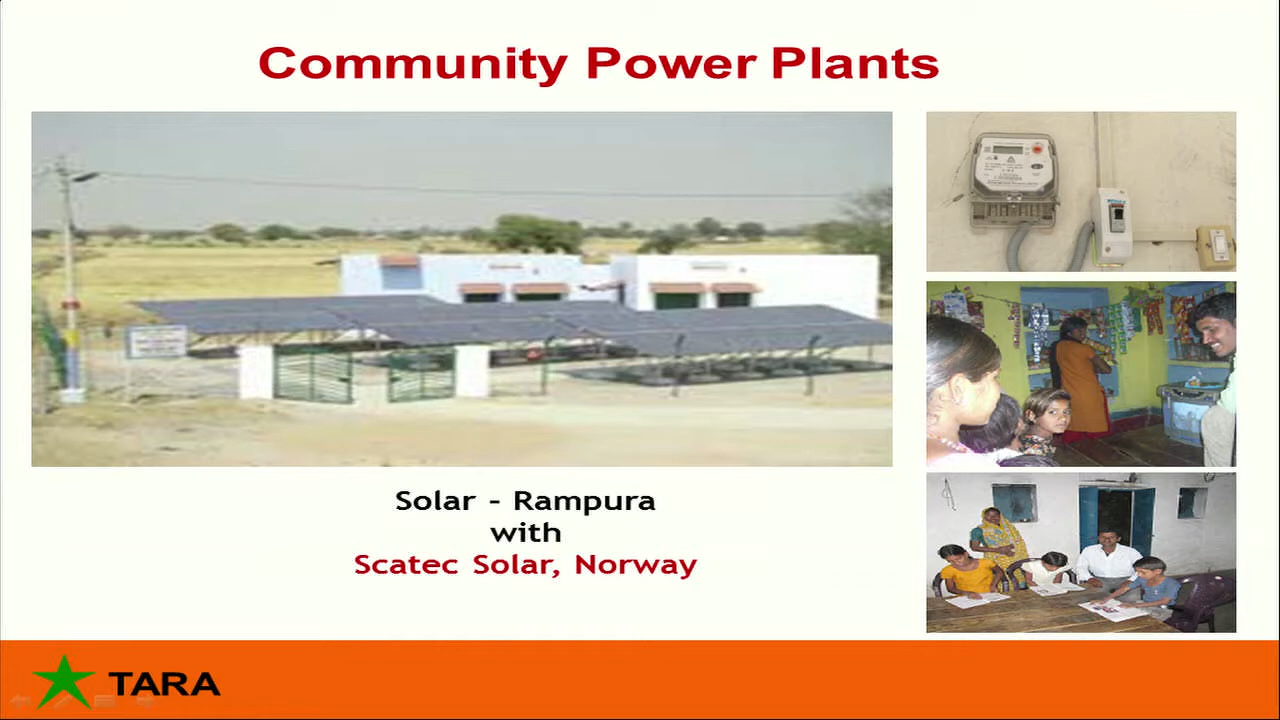 Community Power Plants
Solar - Rampura
with
Scatec Solar, Norway
TARA